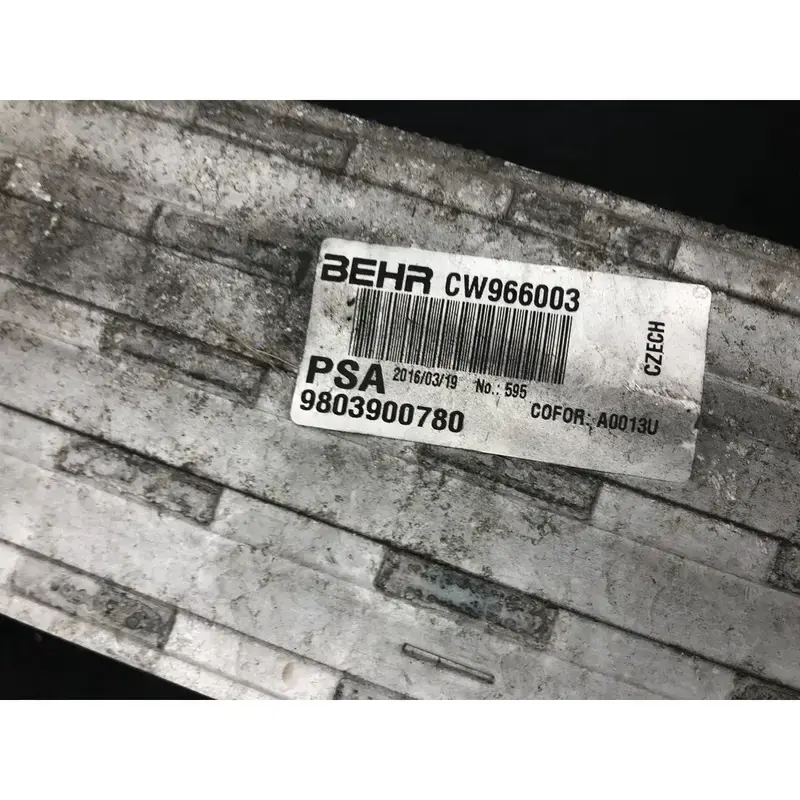 BEHR CW966003
PSA 2016/03/19 No.: 595
9803900780 COFOR: A0013U
CZECH